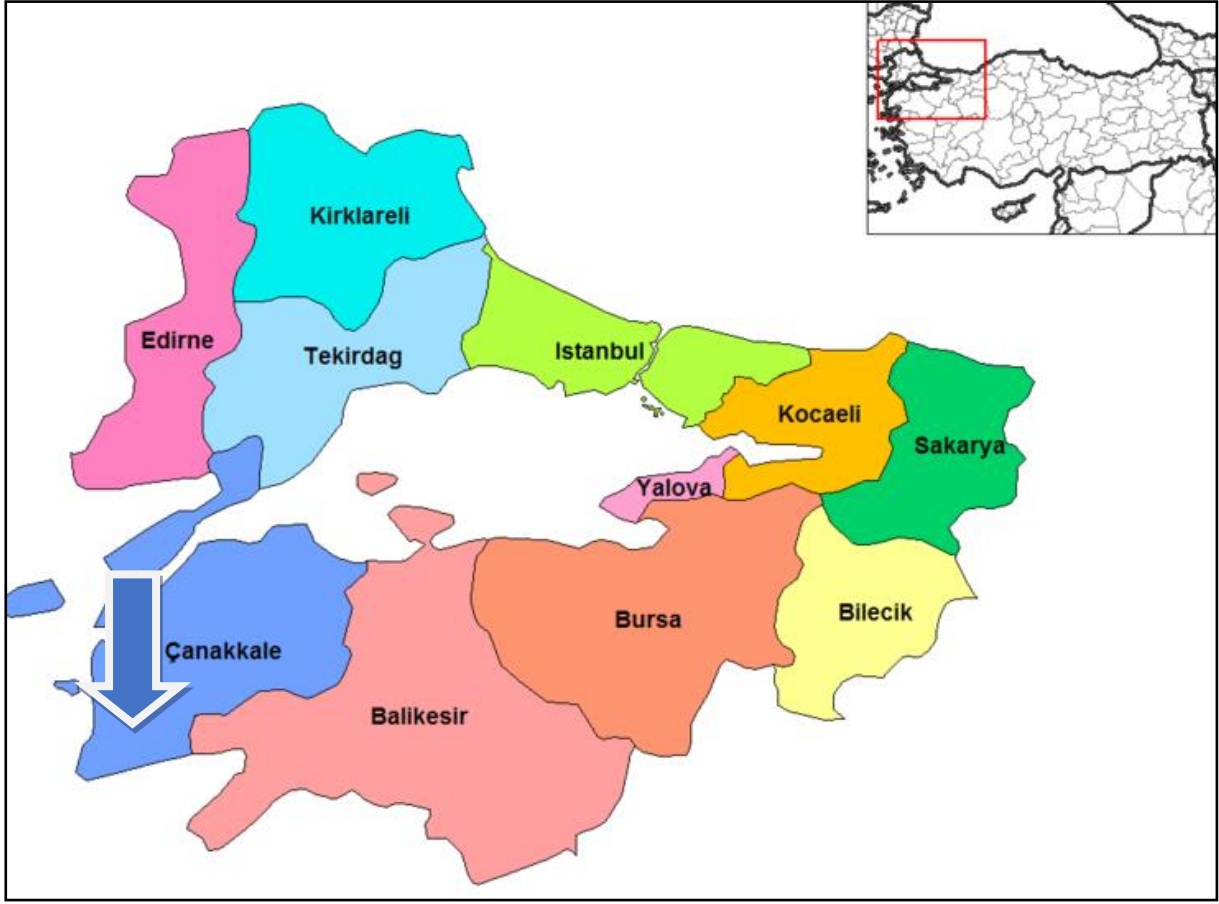 Kirklareli
Edirne
Tekirdag
Istanbul
Kocaeli
Sakarya
Yalova
Bursa
Bilecik
Çanakkale
Balikesir